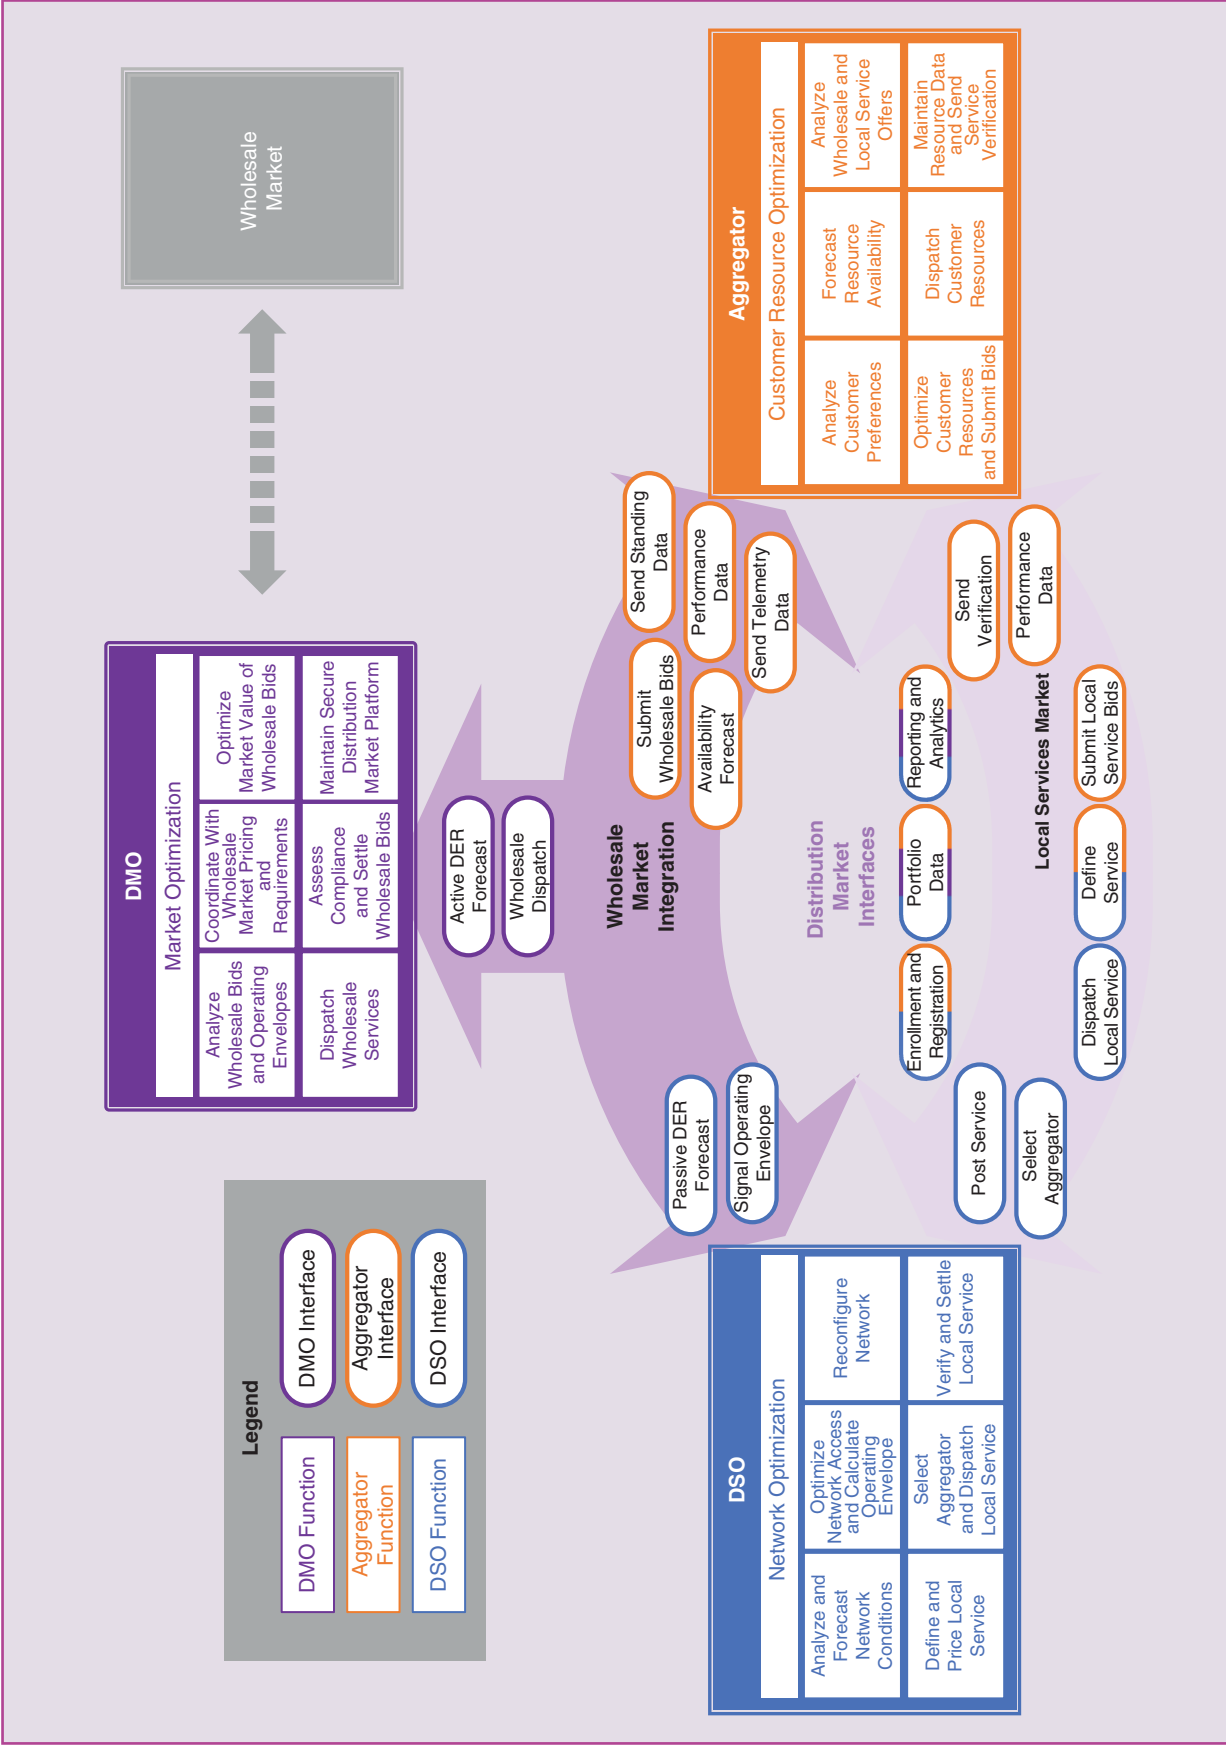 Legend
DMO Function
DMO Interface
Aggregator
Function
Aggregator
Interface
DSO Function
DSO Interface
DMO
Market Optimization
Analyze
Wholesale Bids
and Operating
Envelopes
Coordinate With
Wholesale
Market Pricing
and
Requirements
Optimize
Market Value of
Wholesale Bids
Dispatch
Wholesale
Services
Assess
Compliance
and Settle
Wholesale Bids
Maintain Secure
Distribution
Market Platform
Wholesale
Market
Active DER
Forecast
Wholesale
Dispatch
Wholesale
Market
Integration
Passive DER
Forecast
Signal Operating
Envelope
Submit
Wholesale Bids
Availability
Forecast
Send Standing
Data
Performance
Data
Send Telemetry
Data
DSO
Network Optimization
Analyze and
Forecast
Network
Conditions
Optimize
Network Access
and Calculate
Operating
Envelope
Reconfigure
Network
Define and
Price Local
Service
Select
Aggregator
and Dispatch
Local Service
Verify and Settle
Local Service
Distribution
Market
Interfaces
Enrollment and
Registration
Portfolio
Data
Reporting and
Analytics
Post Service
Select
Aggregator
Send
Verification
Performance
Data
Local Services Market
Dispatch
Local Service
Define
Service
Submit Local
Service Bids
Aggregator
Customer Resource Optimization
Analyze
Customer
Preferences
Forecast
Resource
Availability
Analyze
Wholesale and
Local Service
Offers
Optimize
Customer
Resources
and Submit Bids
Dispatch
Customer
Resources
Maintain
Resource Data
and Send
Service
Verification